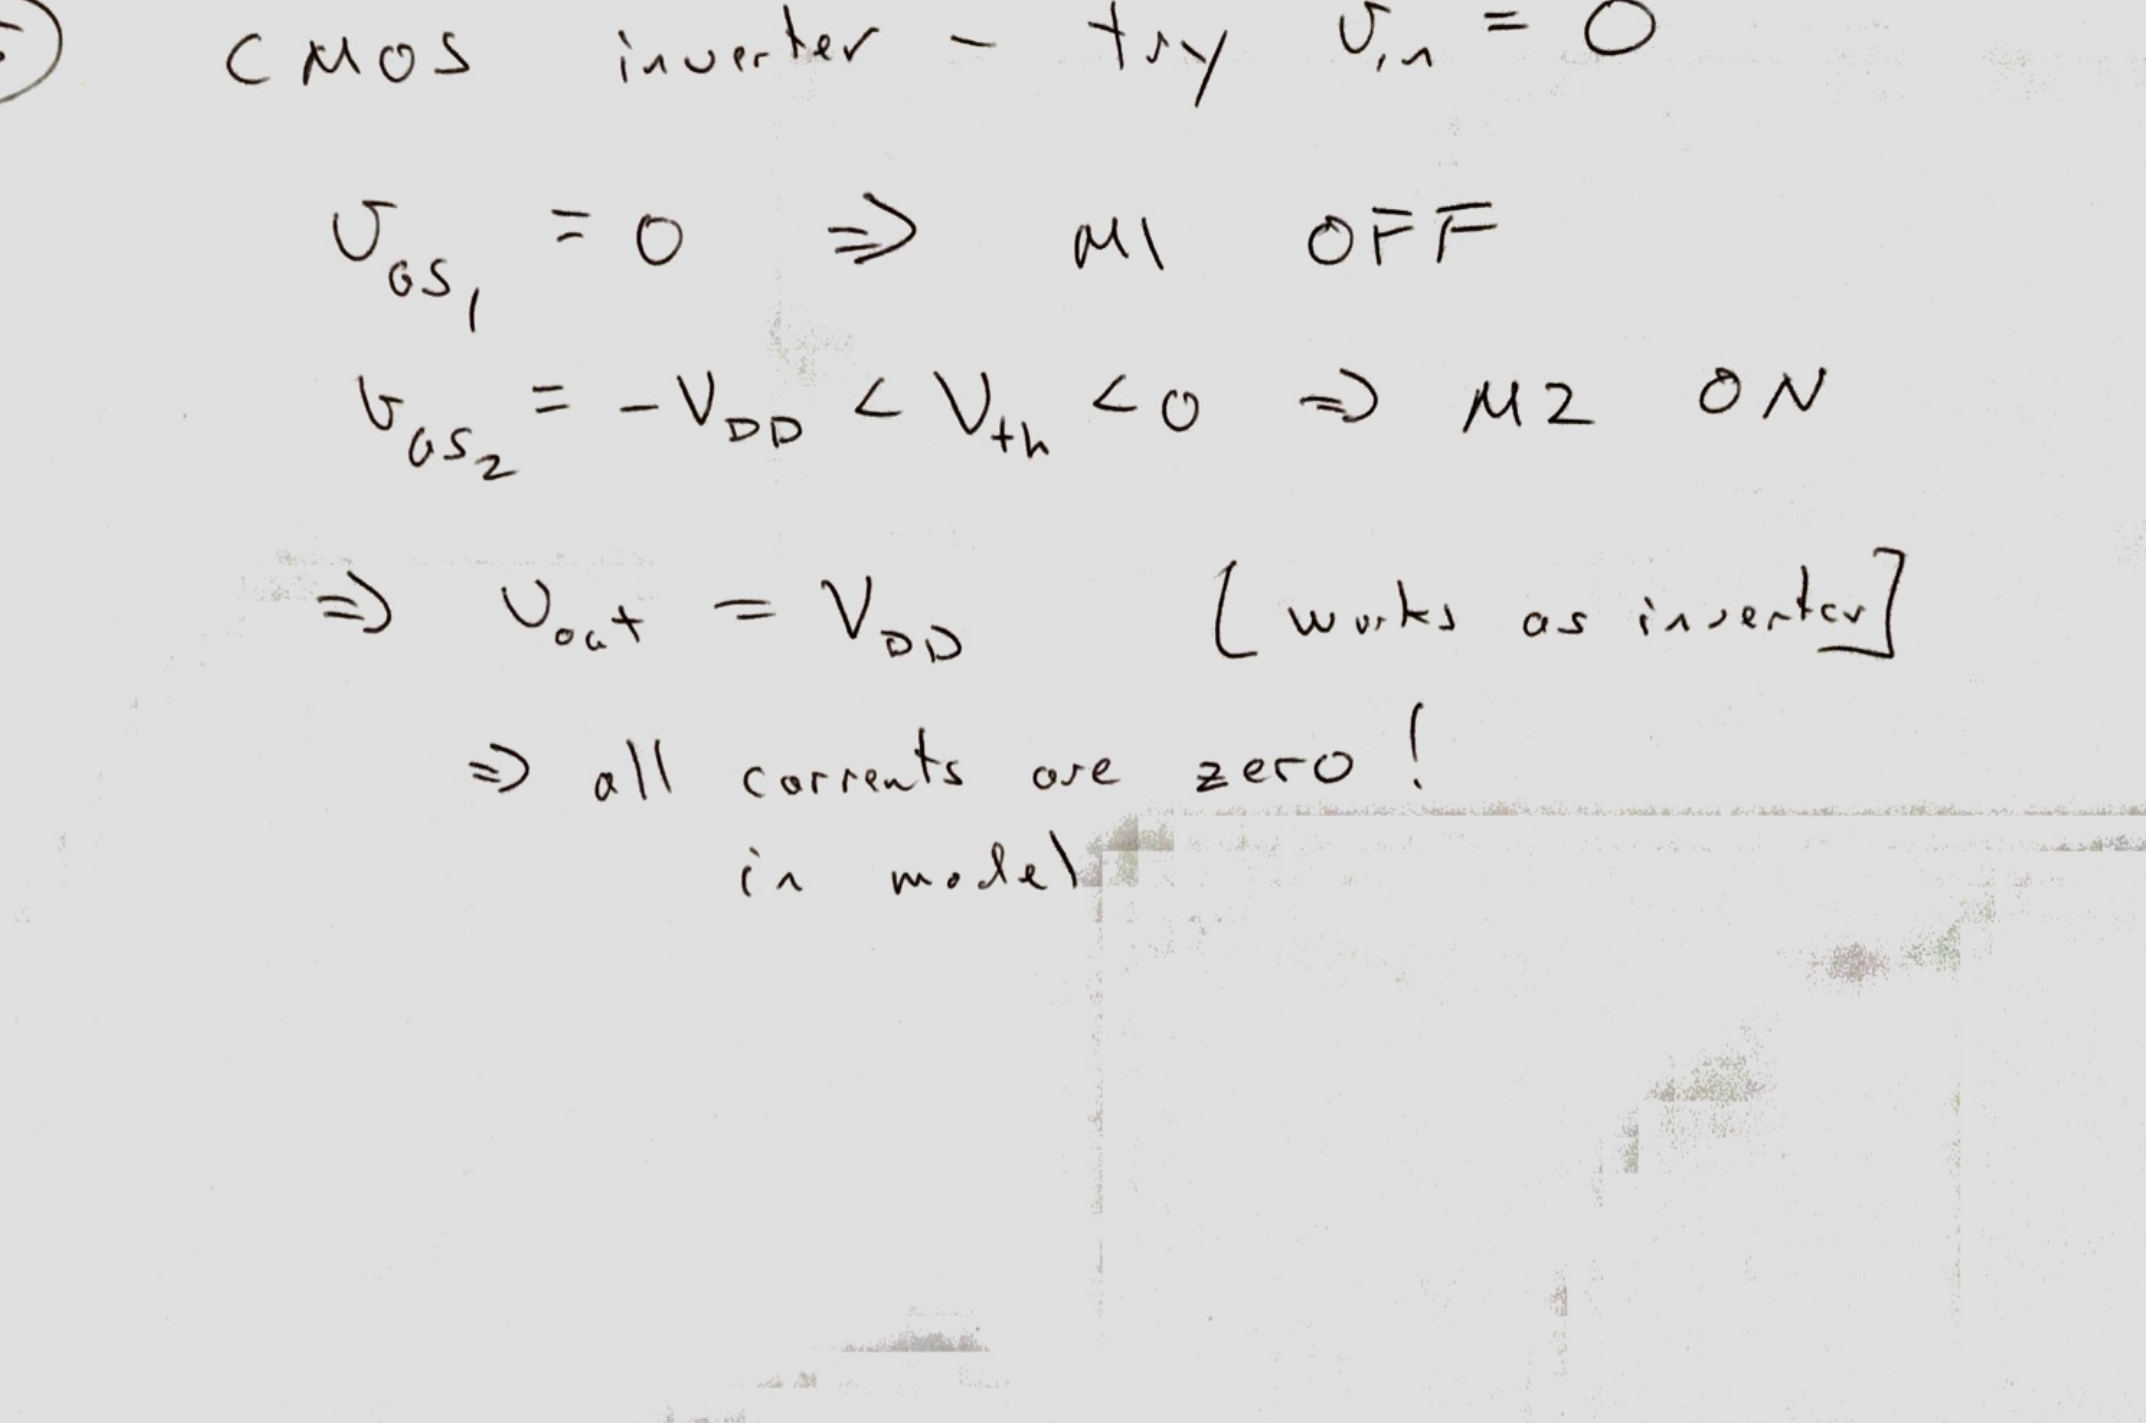 CMOS inverter - try v_in = 0
v_GS1 = 0 ⇒ M1 OFF
v_GS2 = -V_DD < V_th < 0 ⇒ M2 ON
⇒ v_out = V_DD [works as inverter]
⇒ all currents are zero!
in model